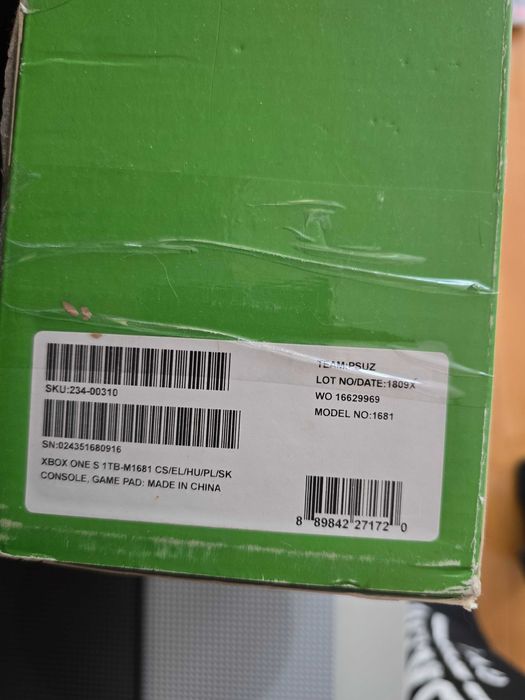 SKU:234-00310
SN:024351680916
XBOX ONE S 1TB-M1681 CS/EL/HU/PL/SK
CONSOLE, GAME PAD: MADE IN CHINA
TEAM:PSUZ
LOT NO/DATE:1809X
WO 16629969
MODEL NO:1681
8 89842 27172 0